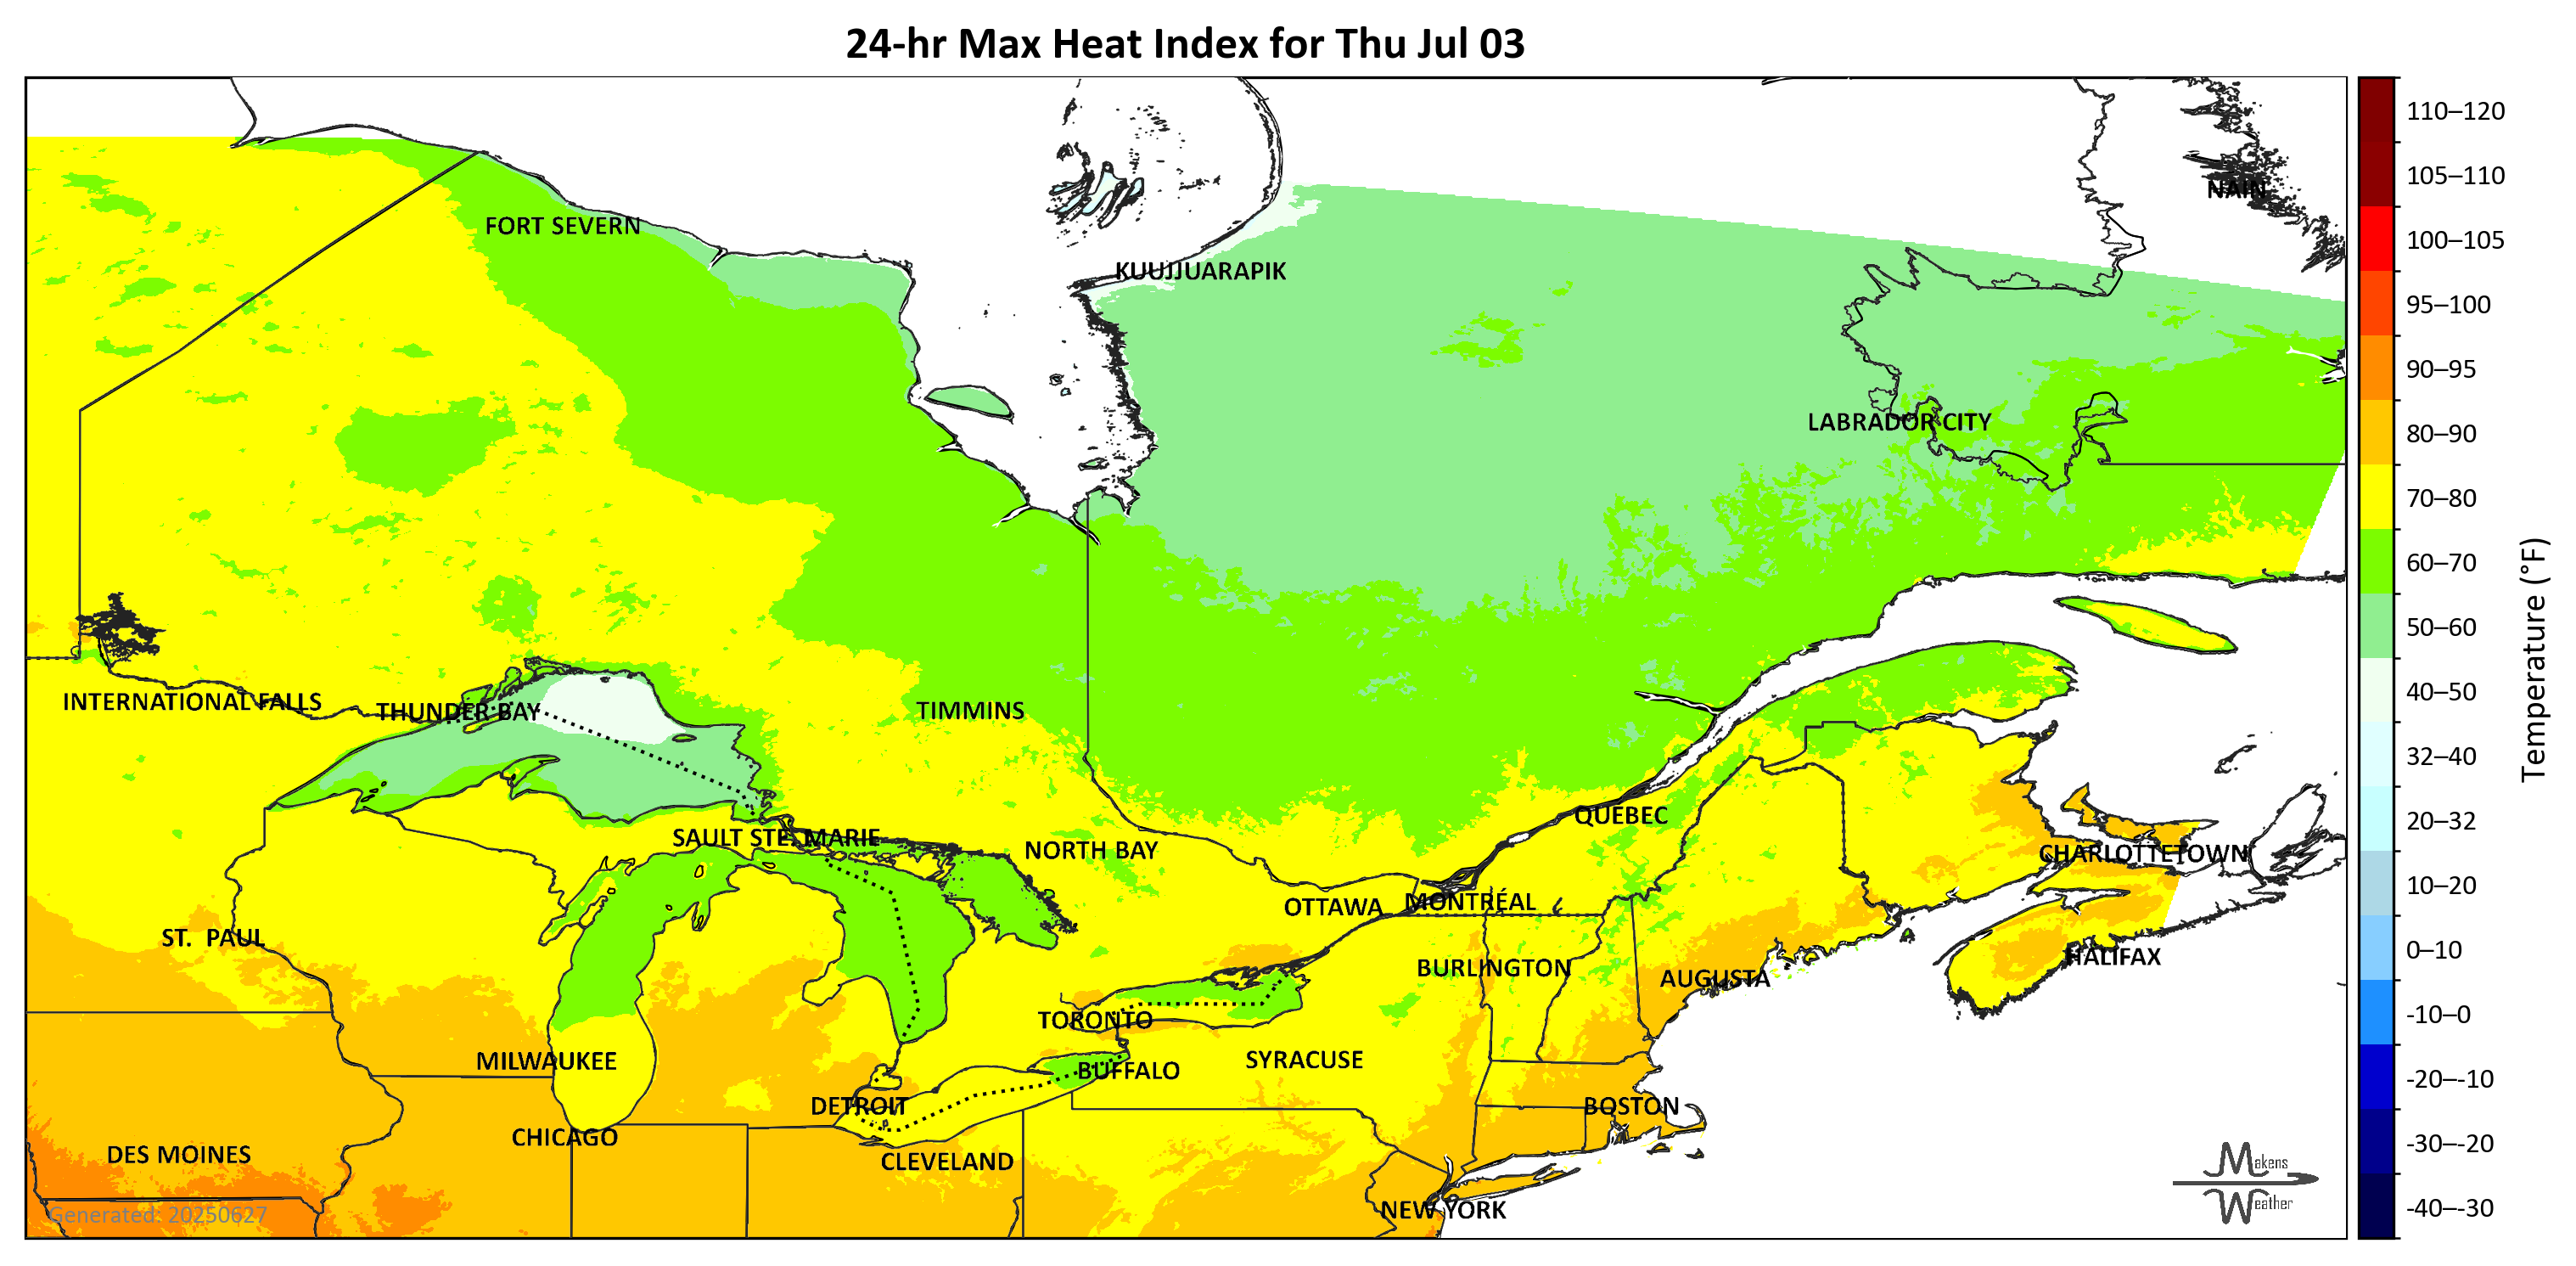 24-hr Max Heat Index for Thu Jul 03
NAIN
FORT SEVERN
KUUJJUARAPIK
LABRADOR CITY
INTERNATIONAL FALLS
THUNDER BAY
TIMMINS
QUÉBEC
SAULT STE. MARIE
NORTH BAY
CHARLOTTETOWN
OTTAWA
MONTRÉAL
ST. PAUL
HALIFAX
BURLINGTON
AUGUSTA
TORONTO
MILWAUKEE
SYRACUSE
BUFFALO
DETROIT
BOSTON
CHICAGO
DES MOINES
CLEVELAND
NEW YORK
Generated: 20250627
Makens
Weather
110–120
105–110
100–105
95–100
90–95
80–90
70–80
60–70
50–60
40–50
32–40
20–32
10–20
0–10
-10–0
-20–-10
-30–-20
-40–-30
Temperature (°F)